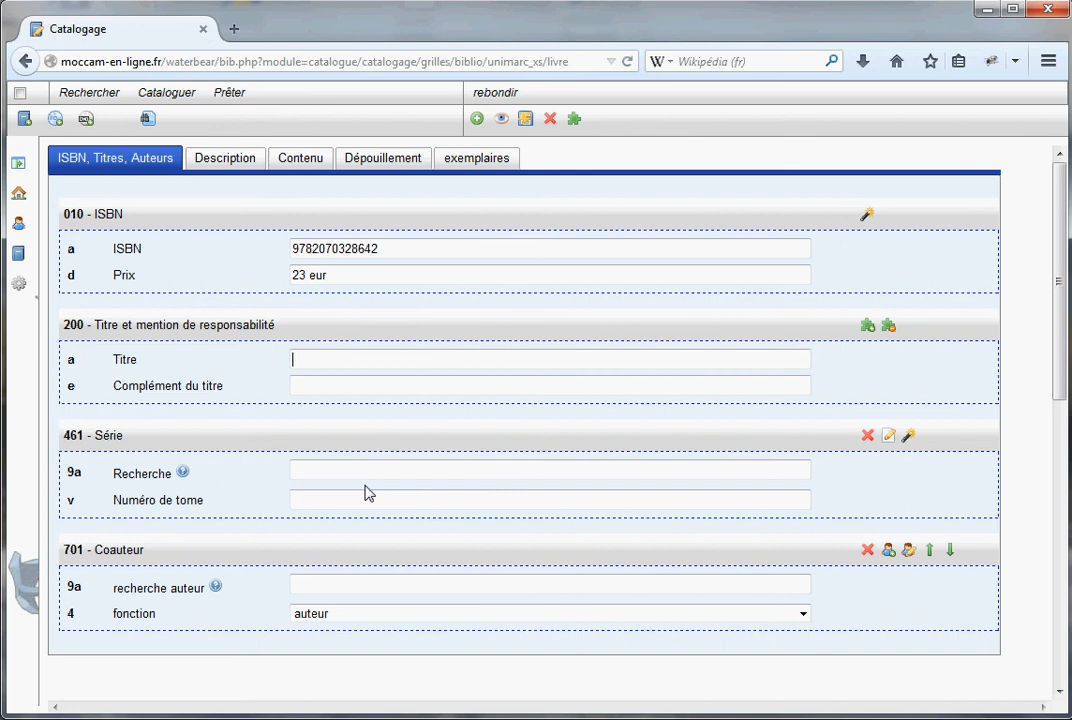 Catalogage
moccam-en-ligne.fr/waterbear/bib.php?module=catalogue/catalogage/grilles/biblio/unimarc_xs/livre
W Wikipédia (fr)
Rechercher Cataloguer Prêter rebondir
ISBN, Titres, Auteurs Description Contenu Dépouillement exemplaires
010 - ISBN
a ISBN 9782070328642
d Prix 23 eur
200 - Titre et mention de responsabilité
a Titre
e Complément du titre
461 - Série
9a Recherche
v Numéro de tome
701 - Coauteur
9a recherche auteur
4 fonction auteur